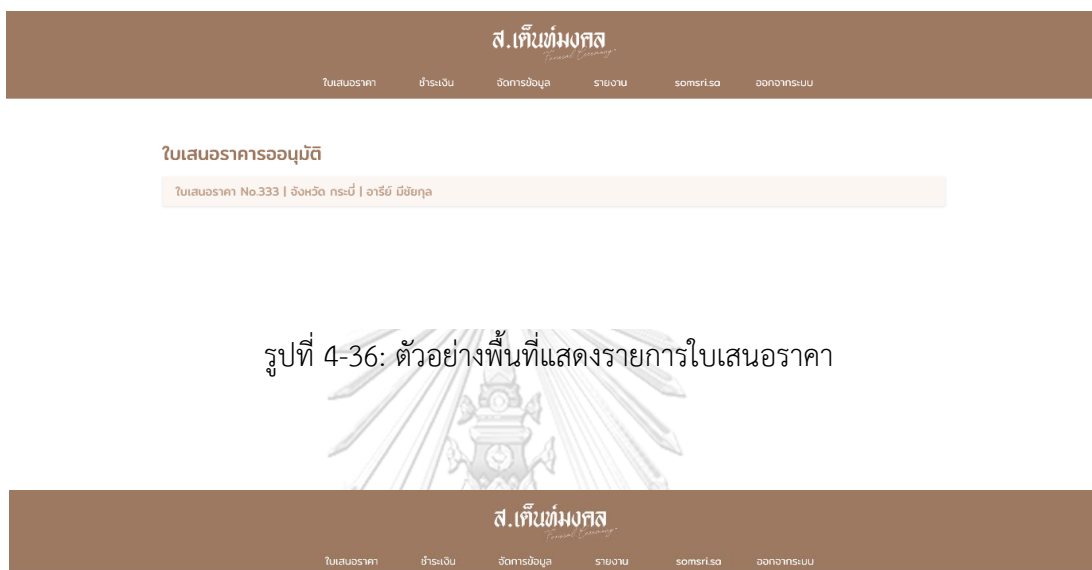 ส.เต็นท์มงคล
Funeral Ceremony
ใบเสนอราคา ชำระเงิน จัดการข้อมูล รายงาน somsri.sa ออกจากระบบ
ใบเสนอราคารออนุมัติ
ใบเสนอราคา No.333 | จังหวัด กระบี่ | อารีย์ มีชัยกุล
รูปที่ 4-36: ตัวอย่างพื้นที่แสดงรายการใบเสนอราคา
ส.เต็นท์มงคล
Funeral Ceremony
ใบเสนอราคา ชำระเงิน จัดการข้อมูล รายงาน somsri.sa ออกจากระบบ